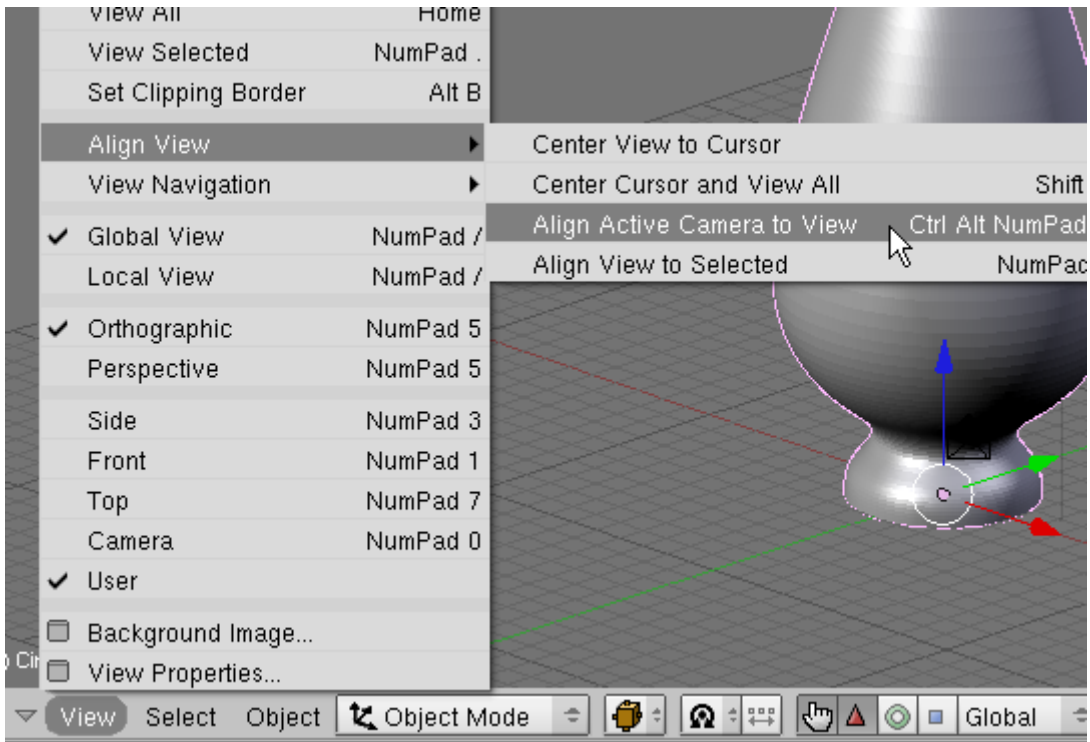 View All Home
View Selected NumPad .
Set Clipping Border Alt B
Align View
View Navigation
Global View NumPad /
Local View NumPad /
Orthographic NumPad 5
Perspective NumPad 5
Side NumPad 3
Front NumPad 1
Top NumPad 7
Camera NumPad 0
User
Background Image...
View Properties...
Center View to Cursor
Center Cursor and View All Shift
Align Active Camera to View Ctrl Alt NumPad
Align View to Selected NumPad
View Select Object Object Mode Global